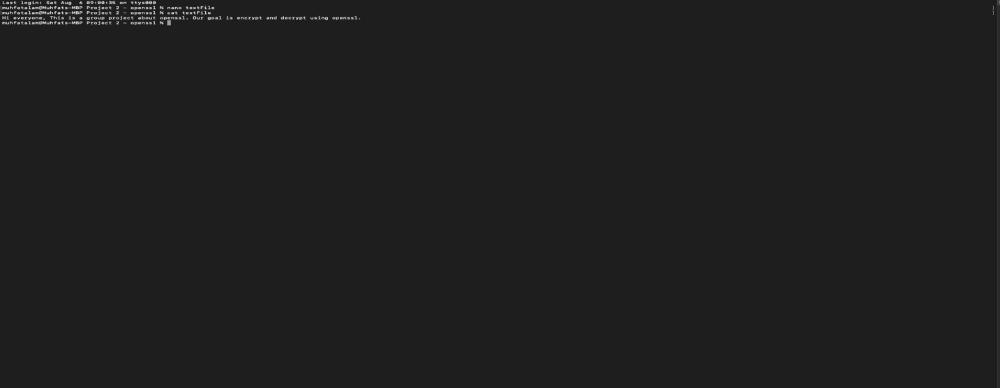 Last login: Sat Aug  6 09:00:35 on ttys000
[muhfatalam@Muhfats-MBP Project 2 – openssl % nano textFile ]
[muhfatalam@Muhfats-MBP Project 2 – openssl % cat textFile ]
Hi everyone, This is a group project about openssl. Our goal is encrypt and decrypt using openssl.
muhfatalam@Muhfats-MBP Project 2 – openssl %